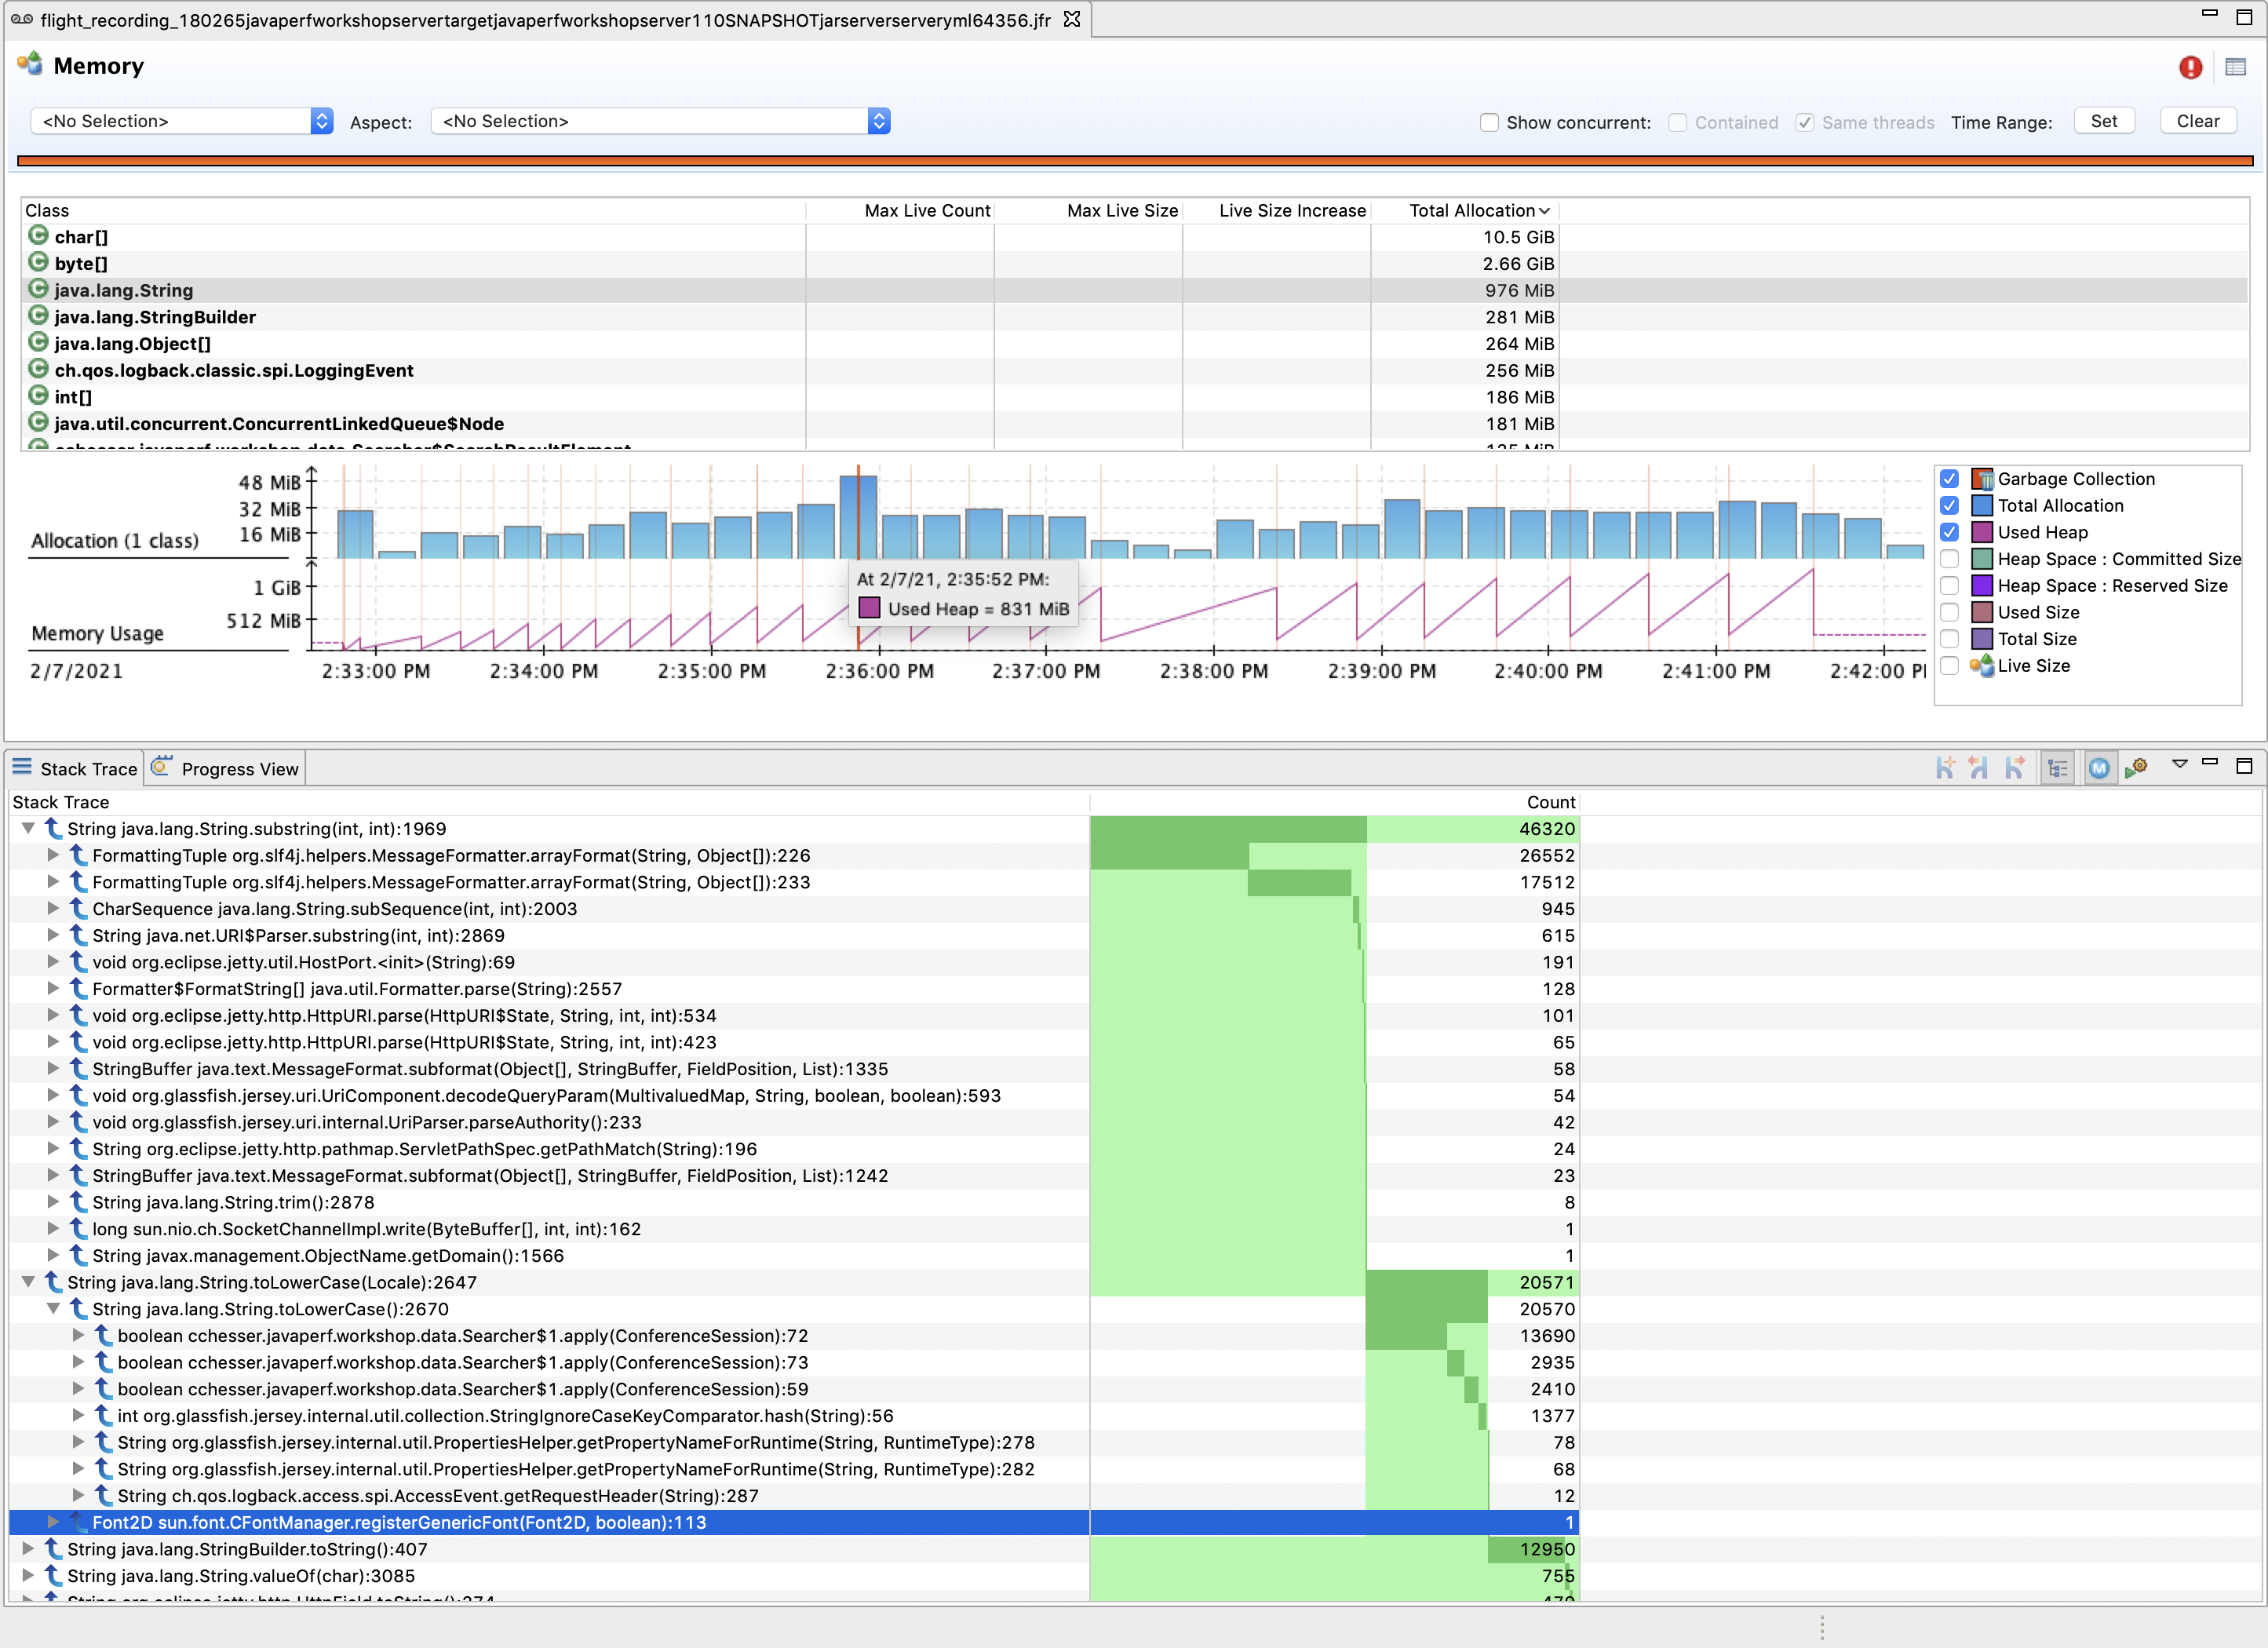 flight_recording_180265javaperfworkshopservertargetjavaperfworkshopserver110SNAPSHOTjarserverserveryml64356.jfr
Memory
<No Selection> Aspect: <No Selection> Show concurrent: Contained Same threads Time Range: Set Clear
Class Max Live Count Max Live Size Live Size Increase Total Allocation
char[] 10.5 GiB
byte[] 2.66 GiB
java.lang.String 976 MiB
java.lang.StringBuilder 281 MiB
java.lang.Object[] 264 MiB
ch.qos.logback.classic.spi.LoggingEvent 256 MiB
int[] 186 MiB
java.util.concurrent.ConcurrentLinkedQueue$Node 181 MiB
48 MiB
32 MiB
16 MiB
Allocation (1 class)
1 GiB
512 MiB
Memory Usage
At 2/7/21, 2:35:52 PM:
Used Heap = 831 MiB
2/7/2021 2:33:00 PM 2:34:00 PM 2:35:00 PM 2:36:00 PM 2:37:00 PM 2:38:00 PM 2:39:00 PM 2:40:00 PM 2:41:00 PM 2:42:00
Garbage Collection
Total Allocation
Used Heap
Heap Space : Committed Size
Heap Space : Reserved Size
Used Size
Total Size
Live Size
Stack Trace Progress View
Stack Trace Count
String java.lang.String.substring(int, int):1969 46320
FormattingTuple org.slf4j.helpers.MessageFormatter.arrayFormat(String, Object[]):226 26552
FormattingTuple org.slf4j.helpers.MessageFormatter.arrayFormat(String, Object[]):233 17512
CharSequence java.lang.String.subSequence(int, int):2003 945
String java.net.URI$Parser.substring(int, int):2869 615
void org.eclipse.jetty.util.HostPort.<init>(String):69 191
Formatter$FormatString[] java.util.Formatter.parse(String):2557 128
void org.eclipse.jetty.http.HttpURI.parse(HttpURI$State, String, int, int):534 101
void org.eclipse.jetty.http.HttpURI.parse(HttpURI$State, String, int, int):423 65
StringBuffer java.text.MessageFormat.subformat(Object[], StringBuffer, FieldPosition, List):1335 58
void org.glassfish.jersey.uri.UriComponent.decodeQueryParam(MultivaluedMap, String, boolean, boolean):593 54
void org.glassfish.jersey.uri.internal.UriParser.parseAuthority():233 42
String org.eclipse.jetty.http.pathmap.ServletPathSpec.getPathMatch(String):196 24
StringBuffer java.text.MessageFormat.subformat(Object[], StringBuffer, FieldPosition, List):1242 23
String java.lang.String.trim():2878 8
long sun.nio.ch.SocketChannelImpl.write(ByteBuffer[], int, int):162 1
String javax.management.ObjectName.getDomain():1566 1
String java.lang.String.toLowerCase(Locale):2647 20571
String java.lang.String.toLowerCase():2670 20570
boolean cchesser.javaperf.workshop.data.Searcher$1.apply(ConferenceSession):72 13690
boolean cchesser.javaperf.workshop.data.Searcher$1.apply(ConferenceSession):73 2935
boolean cchesser.javaperf.workshop.data.Searcher$1.apply(ConferenceSession):59 2410
int org.glassfish.jersey.internal.util.collection.StringIgnoreCaseKeyComparator.hash(String):56 1377
String org.glassfish.jersey.internal.util.PropertiesHelper.getPropertyNameForRuntime(String, RuntimeType):278 78
String org.glassfish.jersey.internal.util.PropertiesHelper.getPropertyNameForRuntime(String, RuntimeType):282 68
String ch.qos.logback.access.spi.AccessEvent.getRequestHeader(String):287 12
Font2D sun.font.CFontManager.registerGenericFont(Font2D, boolean):113 1
String java.lang.StringBuilder.toString():407 12950
String java.lang.String.valueOf(char):3085 755